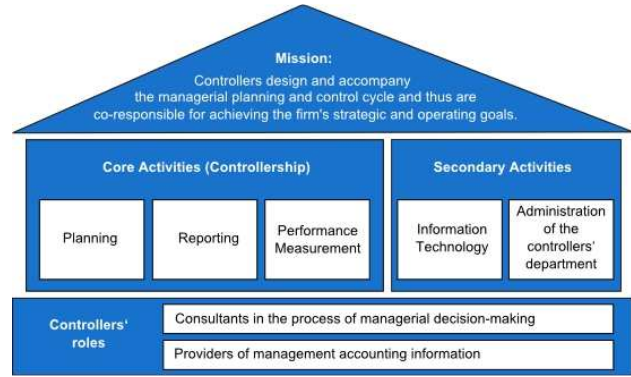 Mission:
Controllers design and accompany
the managerial planning and control cycle and thus are
co-responsible for achieving the firm's strategic and operating goals.
Core Activities (Controllership)
Planning
Reporting
Performance
Measurement
Secondary Activities
Information
Technology
Administration
of the
controllers‘
department
Controllers‘
roles
Consultants in the process of managerial decision-making
Providers of management accounting information